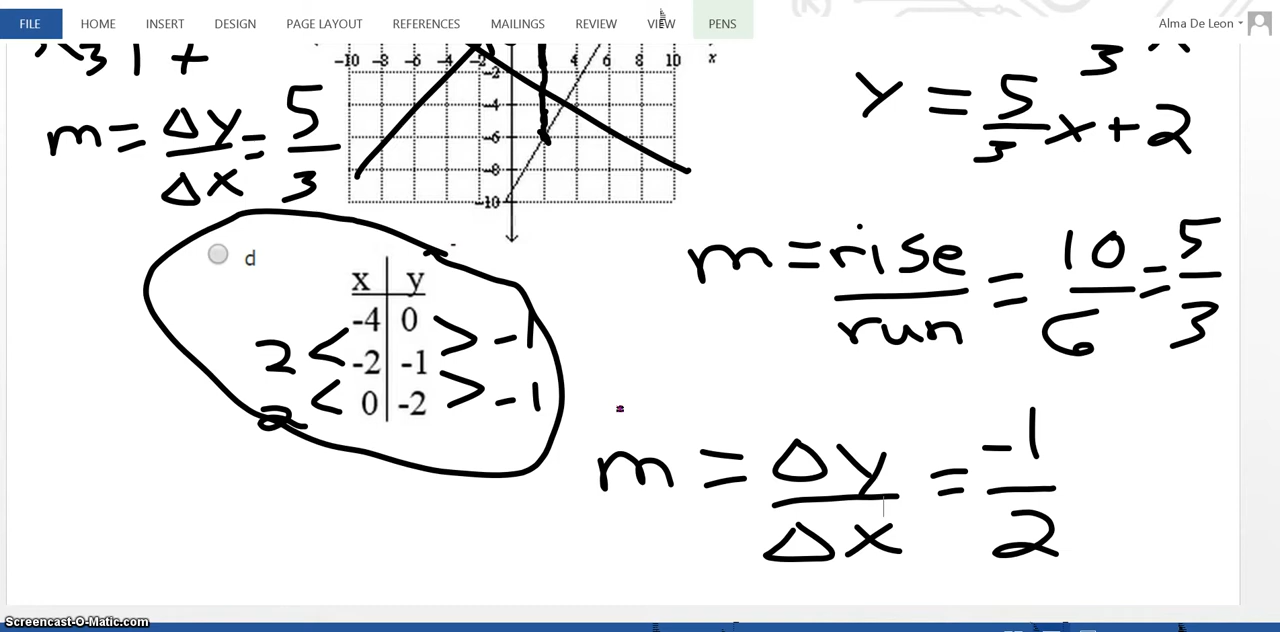 FILE HOME INSERT DESIGN PAGE LAYOUT REFERENCES MAILINGS REVIEW VIEW PENS Alma De Leon
-10 -8 -6 -4 -2 4 6 8 10 x
-2
-4
-6
-8
-10
m = Δy/Δx = 5/3
3
y = 5/3 x + 2
m = rise/run = 10/6 = 5/3
d
x y
-4 0
2 < -2 -1 > -1
2 < 0 -2 > -1
m = Δy/Δx = -1/2
Screencast-O-Matic.com